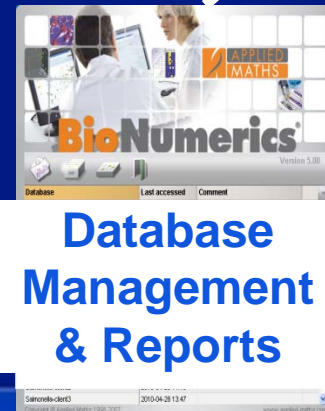 APPLIED
MATHS
BioNumerics
Version 5.00
Database Last accessed Comment
Database
Management
& Reports
Salmonella-client3 2010-04-28 13:47
Copyright © Applied Maths 1998-2007 www.applied-maths.com